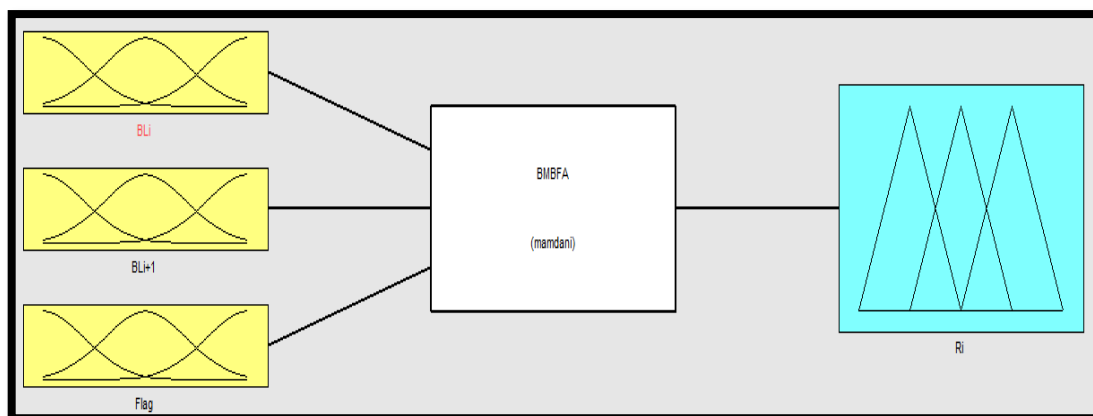 BLi
BLi+1
Flag
BMBFA
(mamdani)
Ri